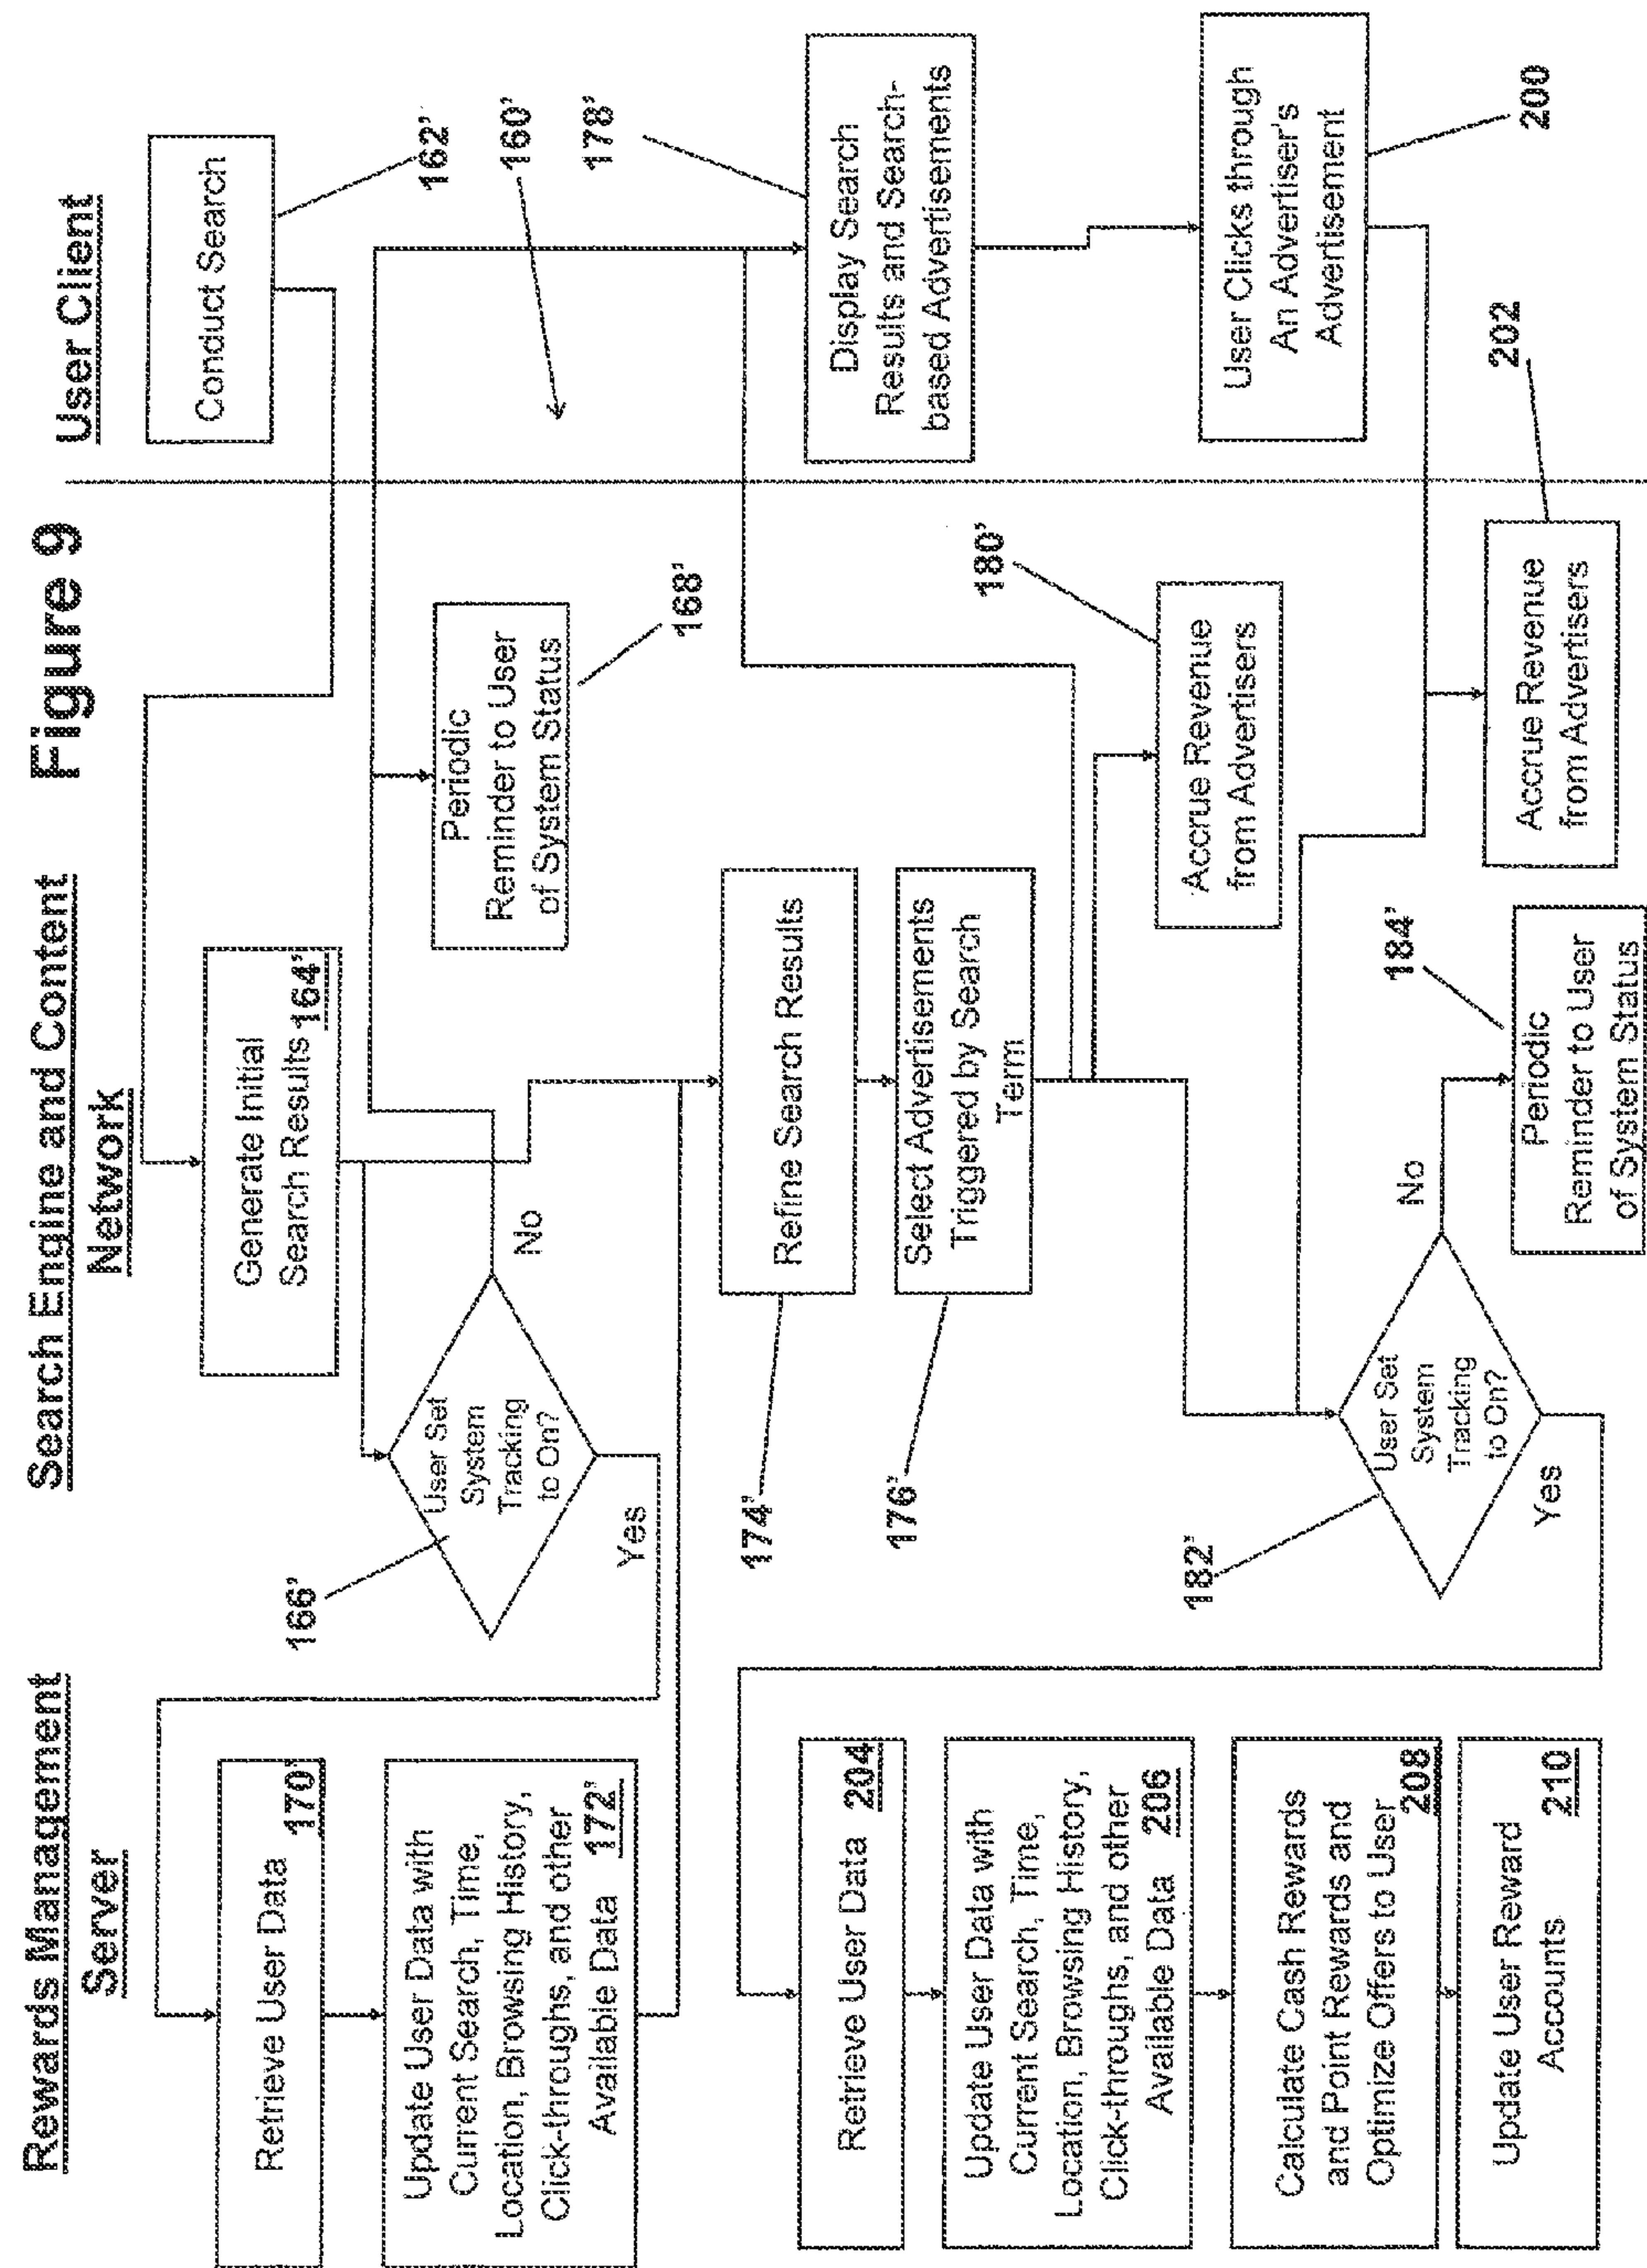 Figure 9
Rewards Management
Server
Search Engine and Content
Network
User Client
Conduct Search
162'
160'
Generate Initial
Search Results 164'
166'
User Set
System
Tracking
to On?
No
Yes
Periodic
Reminder to User
of System Status
168'
Retrieve User Data
170'
Update User Data with
Current Search, Time,
Location, Browsing History,
Click-throughs, and other
Available Data 172'
174'
Refine Search Results
176'
Select Advertisements
Triggered by Search
Term
178'
Display Search
Results and Search-
based Advertisements
180'
Accrue Revenue
from Advertisers
User Clicks through
An Advertiser's
Advertisement
200
202
Accrue Revenue
from Advertisers
182'
User Set
System
Tracking
to On?
No
Yes
184'
Periodic
Reminder to User
of System Status
Retrieve User Data 204
Update User Data with
Current Search, Time,
Location, Browsing History,
Click-throughs, and other
Available Data 206
Calculate Cash Rewards
and Point Rewards and
Optimize Offers to User
208
Update User Reward
Accounts
210